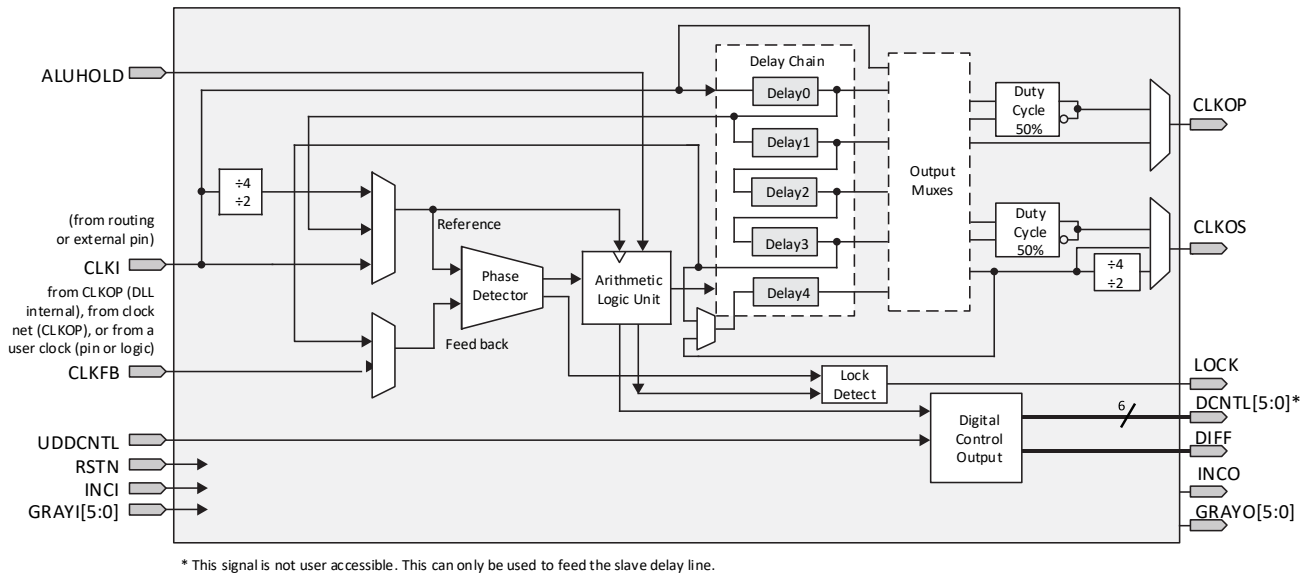 ALUHOLD
(from routing
or external pin)
CLKI
from CLKOP (DLL
internal), from clock
net (CLKOP), or from a
user clock (pin or logic)
CLKFB
UDDCNTL
RSTN
INCI
GRAYI[5:0]
÷4
÷2
Reference
Phase
Detector
Feed back
Arithmetic
Logic Unit
Delay Chain
Delay0
Delay1
Delay2
Delay3
Delay4
Output
Muxes
Duty
Cycle
50%
Duty
Cycle
50%
÷4
÷2
Lock
Detect
Digital
Control
Output
6
CLKOP
CLKOS
LOCK
DCNTL[5:0]*
DIFF
INCO
GRAYO[5:0]
* This signal is not user accessible. This can only be used to feed the slave delay line.